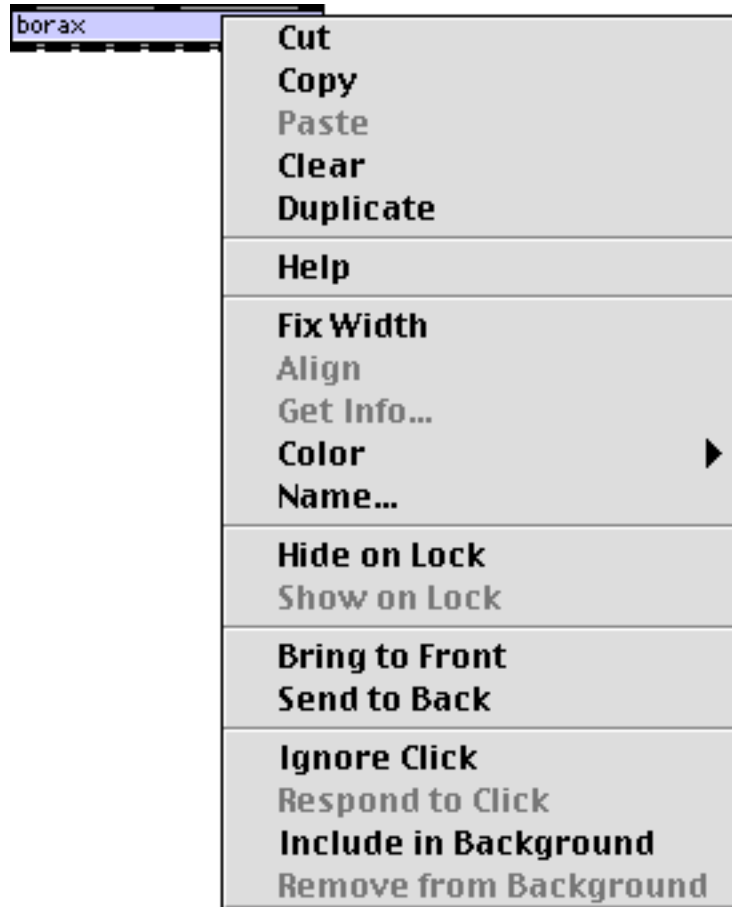 borax
Cut
Copy
Paste
Clear
Duplicate
Help
Fix Width
Align
Get Info...
Color
Name...
Hide on Lock
Show on Lock
Bring to Front
Send to Back
Ignore Click
Respond to Click
Include in Background
Remove from Background